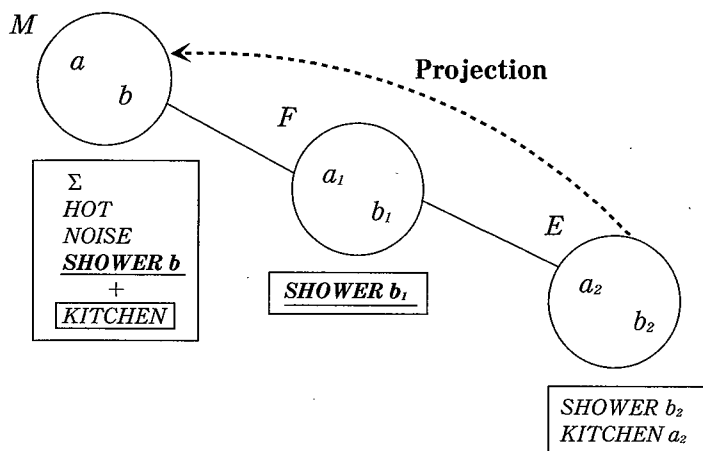 M
a
b
Projection
F
a₁
b₁
E
a₂
b₂
Σ
HOT
NOISE
SHOWER b
+
KITCHEN
SHOWER b₁
SHOWER b₂
KITCHEN a₂